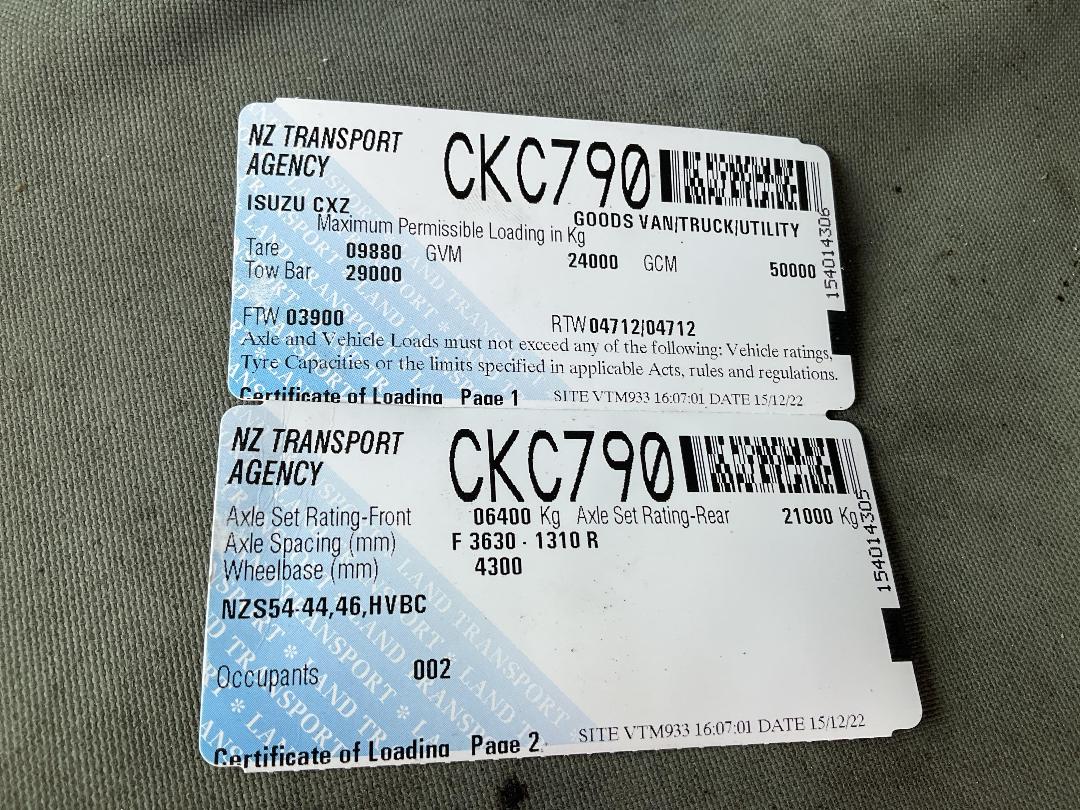 NZ TRANSPORT
AGENCY
CKC790
ISUZU CXZ
GOODS VAN/TRUCK/UTILITY
Maximum Permissible Loading in Kg
Tare 09880 GVM 24000 GCM 50000
Tow Bar 29000
FTW 03900 RTW 04712/04712
Axle and Vehicle Loads must not exceed any of the following: Vehicle ratings,
Tyre Capacities or the limits specified in applicable Acts, rules and regulations.
Certificate of Loading Page 1 SITE VTM933 16:07:01 DATE 15/12/22
154014306
NZ TRANSPORT
AGENCY
CKC790
Axle Set Rating-Front 06400 Kg Axle Set Rating-Rear 21000 Kg
Axle Spacing (mm) F 3630 - 1310 R
Wheelbase (mm) 4300
NZS54-44,46,HVBC
Occupants 002
Certificate of Loading Page 2 SITE VTM933 16:07:01 DATE 15/12/22
154014305